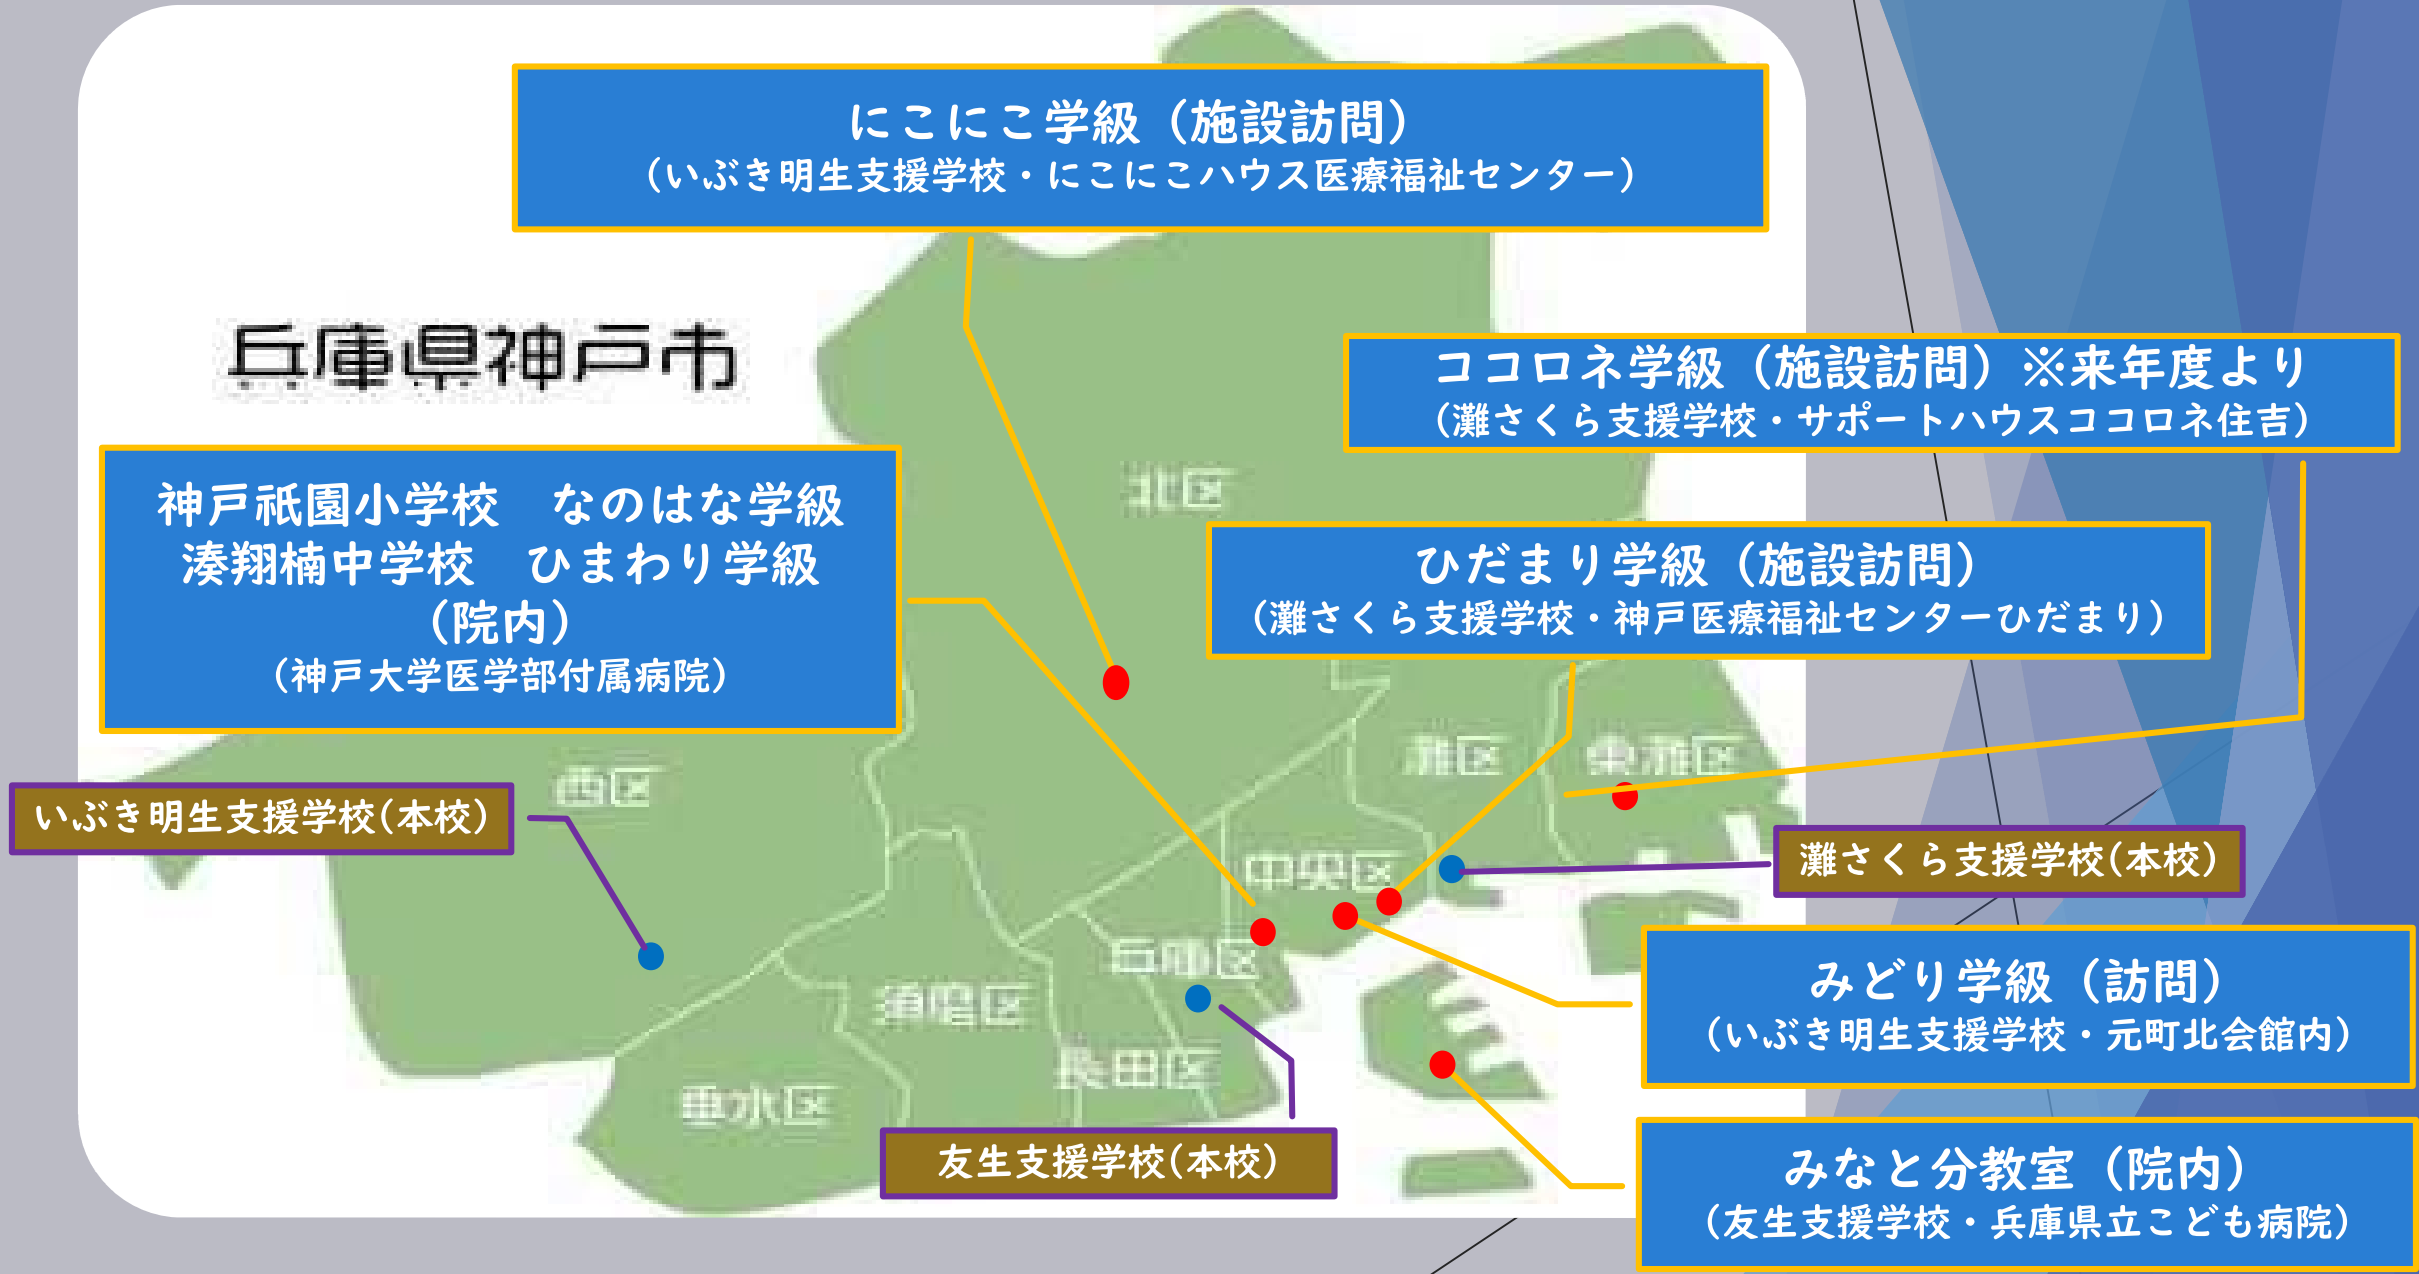 にこにこ学級（施設訪問）
（いぶき明生支援学校・にこにこハウス医療福祉センター）
兵庫県神戸市
ココロネ学級（施設訪問）※来年度より
（灘さくら支援学校・サポートハウスココロネ住吉）
神戸祇園小学校　なのはな学級
湊翔楠中学校　ひまわり学級
（院内）
（神戸大学医学部付属病院）
北区
ひだまり学級（施設訪問）
（灘さくら支援学校・神戸医療福祉センターひだまり）
西区
灘区
東灘区
いぶき明生支援学校(本校)
中央区
灘さくら支援学校(本校)
兵庫区
須磨区
長田区
垂水区
みどり学級（訪問）
（いぶき明生支援学校・元町北会館内）
友生支援学校(本校)
みなと分教室（院内）
（友生支援学校・兵庫県立こども病院）